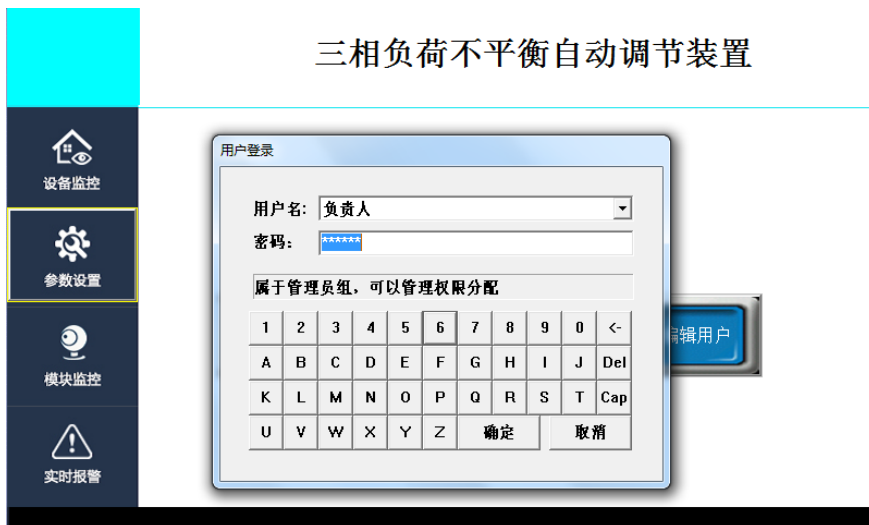 三相负荷不平衡自动调节装置
设备监控
参数设置
模块监控
实时报警
用户登录
用户名: 负责人
密码: ******
属于管理员组，可以管理权限分配
1 2 3 4 5 6 7 8 9 0 <-
A B C D E F G H I J Del
K L M N O P Q R S T Cap
U V W X Y Z 确定 取消
编辑用户